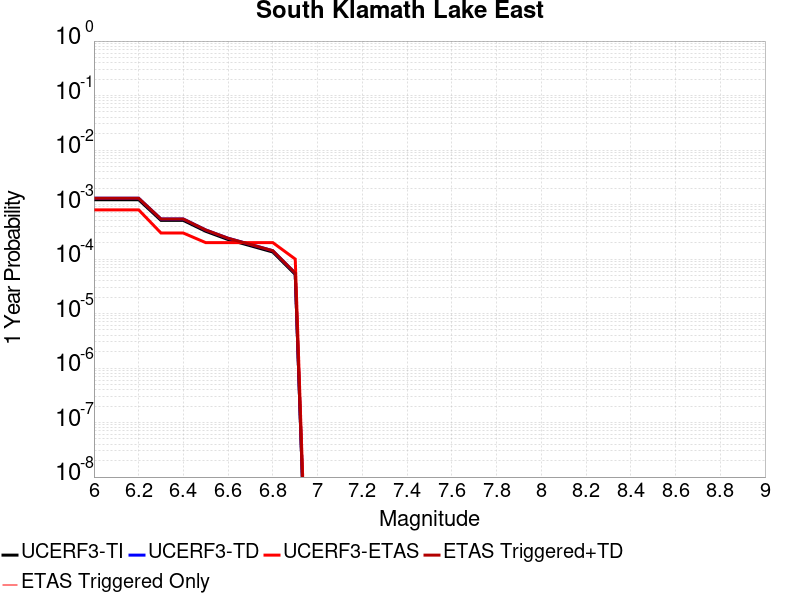 South Klamath Lake East
10^0
10^-1
10^-2
10^-3
10^-4
10^-5
10^-6
10^-7
10^-8
1 Year Probability
6 6.2 6.4 6.6 6.8 7 7.2 7.4 7.6 7.8 8 8.2 8.4 8.6 8.8 9
Magnitude
UCERF3-TI UCERF3-TD UCERF3-ETAS ETAS Triggered+TD
ETAS Triggered Only